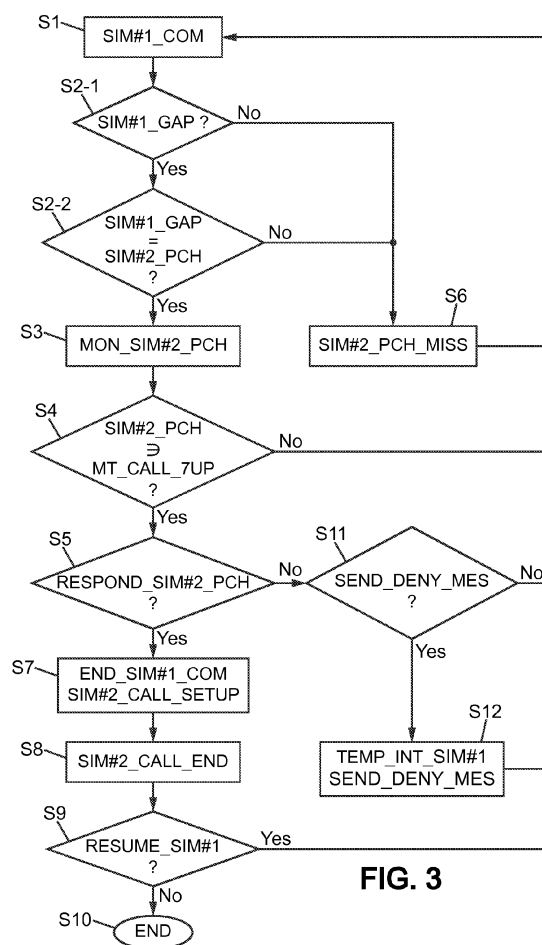 S1
SIM#1_COM
S2-1
SIM#1_GAP ?
No
Yes
S2-2
SIM#1_GAP
=
SIM#2_PCH
?
No
Yes
S3
MON_SIM#2_PCH
S6
SIM#2_PCH_MISS
S4
SIM#2_PCH
∋
MT_CALL_7UP
?
No
Yes
S5
RESPOND_SIM#2_PCH
?
No
Yes
S11
SEND_DENY_MES
?
No
Yes
S7
END_SIM#1_COM
SIM#2_CALL_SETUP
S12
TEMP_INT_SIM#1
SEND_DENY_MES
S8
SIM#2_CALL_END
S9
RESUME_SIM#1
?
Yes
No
S10
END
FIG. 3